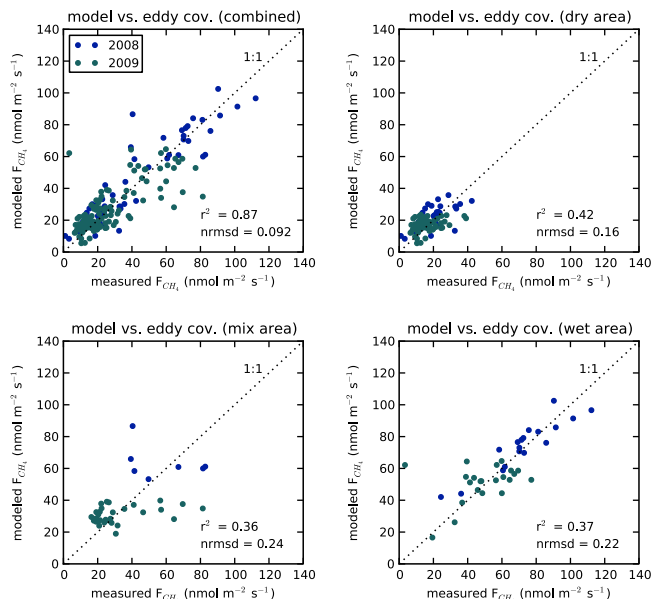 model vs. eddy cov. (combined)
140
120
100
80
60
40
20
0
0 20 40 60 80 100 120 140
modeled F_CH₄ (nmol m⁻² s⁻¹)
measured F_CH₄ (nmol m⁻² s⁻¹)
2008
2009
1:1
r² = 0.87
nrmsd = 0.092
model vs. eddy cov. (dry area)
140
120
100
80
60
40
20
0
0 20 40 60 80 100 120 140
modeled F_CH₄ (nmol m⁻² s⁻¹)
measured F_CH₄ (nmol m⁻² s⁻¹)
1:1
r² = 0.42
nrmsd = 0.16
model vs. eddy cov. (mix area)
140
120
100
80
60
40
20
0
0 20 40 60 80 100 120 140
modeled F_CH₄ (nmol m⁻² s⁻¹)
measured F_CH₄ (nmol m⁻² s⁻¹)
1:1
r² = 0.36
nrmsd = 0.24
model vs. eddy cov. (wet area)
140
120
100
80
60
40
20
0
0 20 40 60 80 100 120 140
modeled F_CH₄ (nmol m⁻² s⁻¹)
measured F_CH₄ (nmol m⁻² s⁻¹)
1:1
r² = 0.37
nrmsd = 0.22